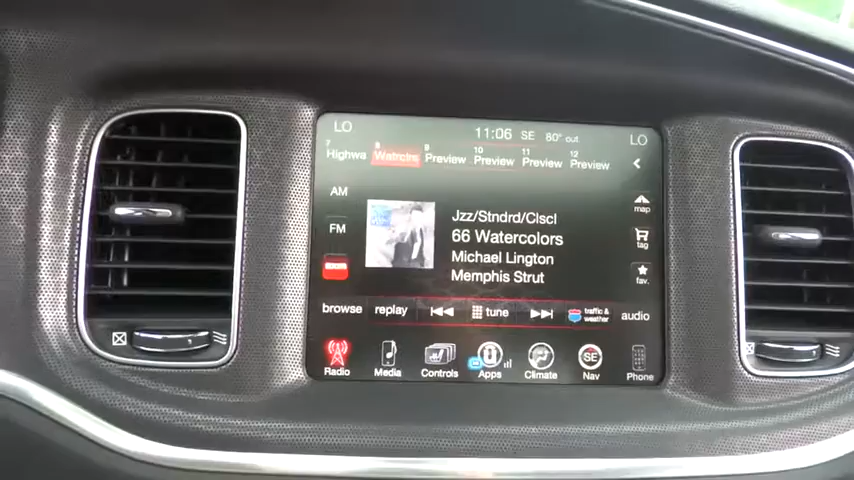 LO 11:06 SE 80° out LO
7 8 9 10 11 12
Highwa Watrclrs Preview Preview Preview Preview
AM
FM
Jzz/Stndrd/Clscl
66 Watercolors
Michael Lington
Memphis Strut
map
tag
fav.
browse replay tune traffic & weather audio
Radio Media Controls Apps Climate SE Nav Phone